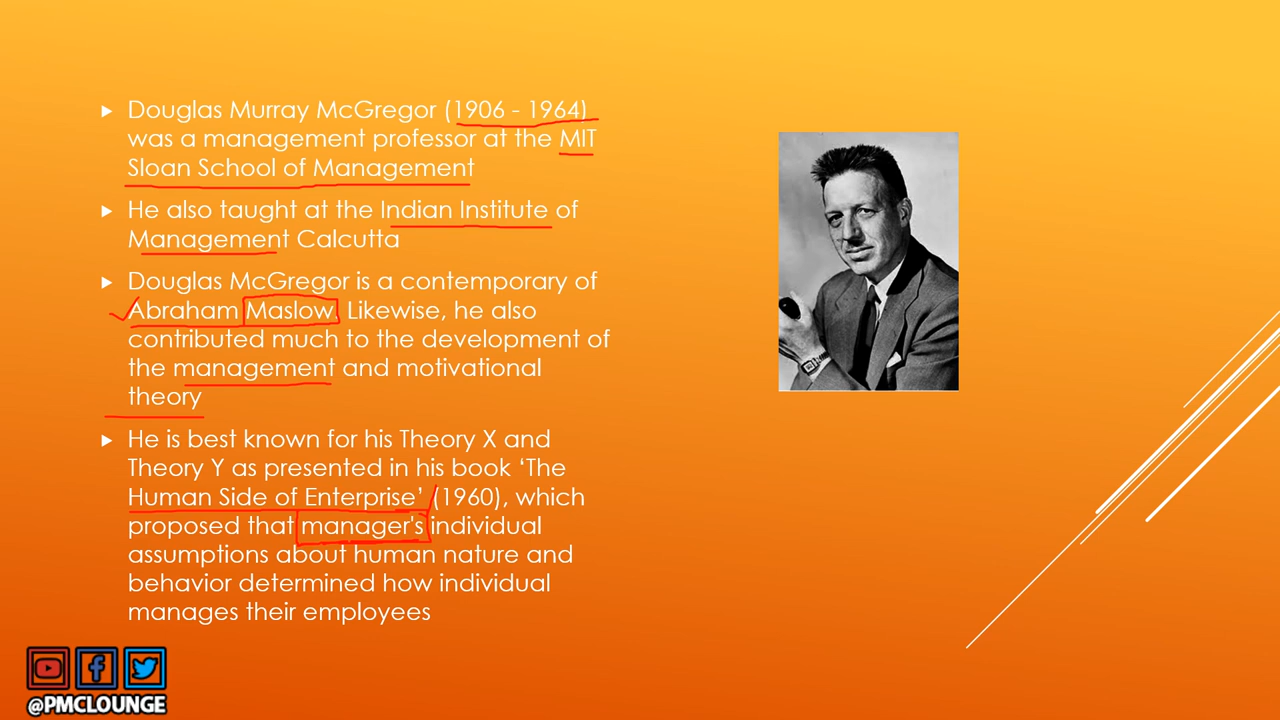 Douglas Murray McGregor (1906 - 1964)
was a management professor at the MIT
Sloan School of Management
He also taught at the Indian Institute of
Management Calcutta
Douglas McGregor is a contemporary of
Abraham Maslow. Likewise, he also
contributed much to the development of
the management and motivational
theory
He is best known for his Theory X and
Theory Y as presented in his book ‘The
Human Side of Enterprise’ (1960), which
proposed that manager's individual
assumptions about human nature and
behavior determined how individual
manages their employees
@PMCLOUNGE